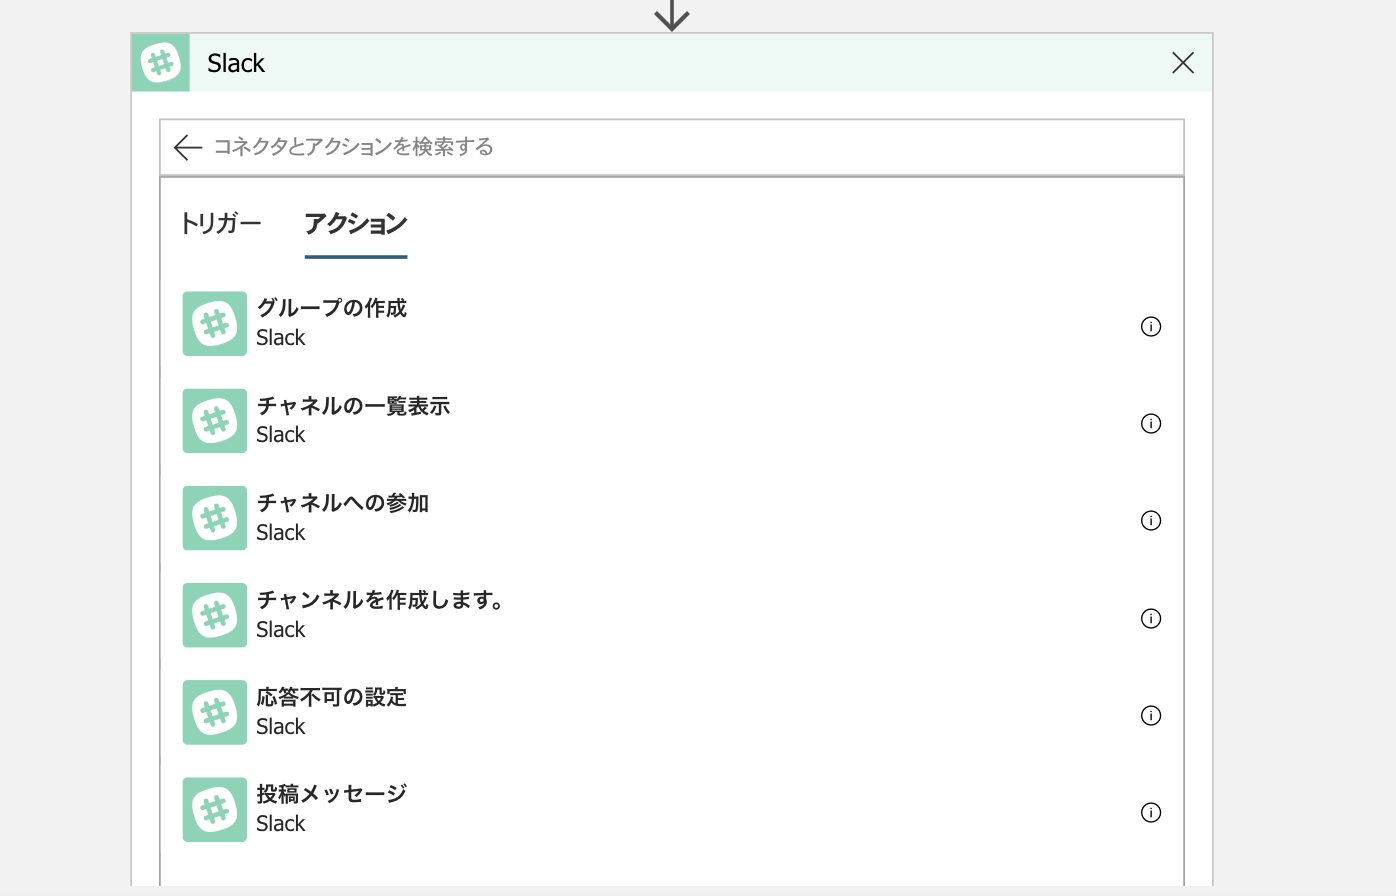 Slack
コネクタとアクションを検索する
トリガー
アクション
グループの作成
Slack
チャネルの一覧表示
Slack
チャネルへの参加
Slack
チャンネルを作成します。
Slack
応答不可の設定
Slack
投稿メッセージ
Slack